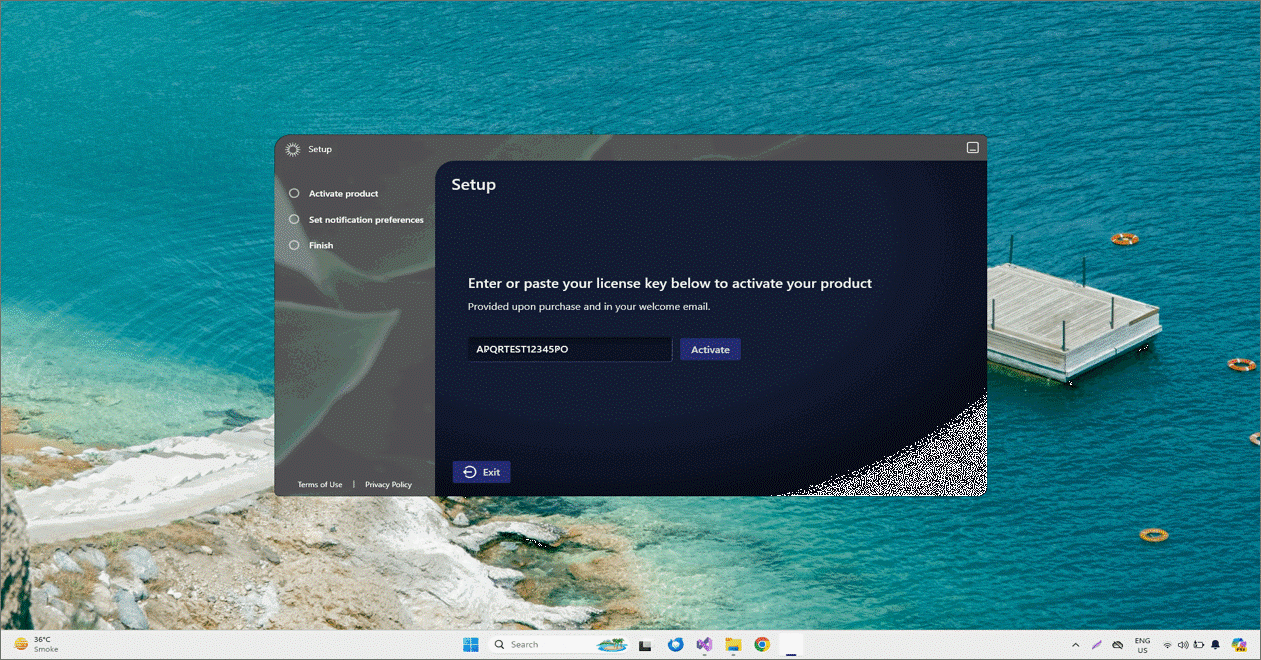 Setup
Activate product
Set notification preferences
Finish
Setup
Enter or paste your license key below to activate your product
Provided upon purchase and in your welcome email.
APQRTEST12345PO
Activate
Exit
Terms of Use | Privacy Policy
36°C
Smoke
Search
ENG
US